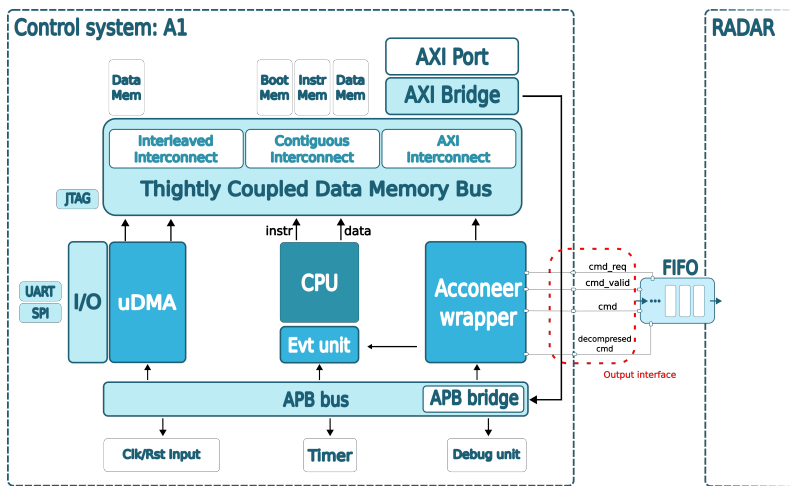 Control system: A1
RADAR
AXI Port
AXI Bridge
Data
Mem
Boot
Mem
Instr
Mem
Data
Mem
Interleaved
Interconnect
Contiguous
Interconnect
AXI
Interconnect
Thightly Coupled Data Memory Bus
JTAG
instr
data
UART
SPI
I/O
uDMA
CPU
Evt unit
Acconeer
wrapper
cmd_req
cmd_valid
cmd
decompresed
cmd
Output interface
FIFO
APB bus
APB bridge
Clk/Rst Input
Timer
Debug unit